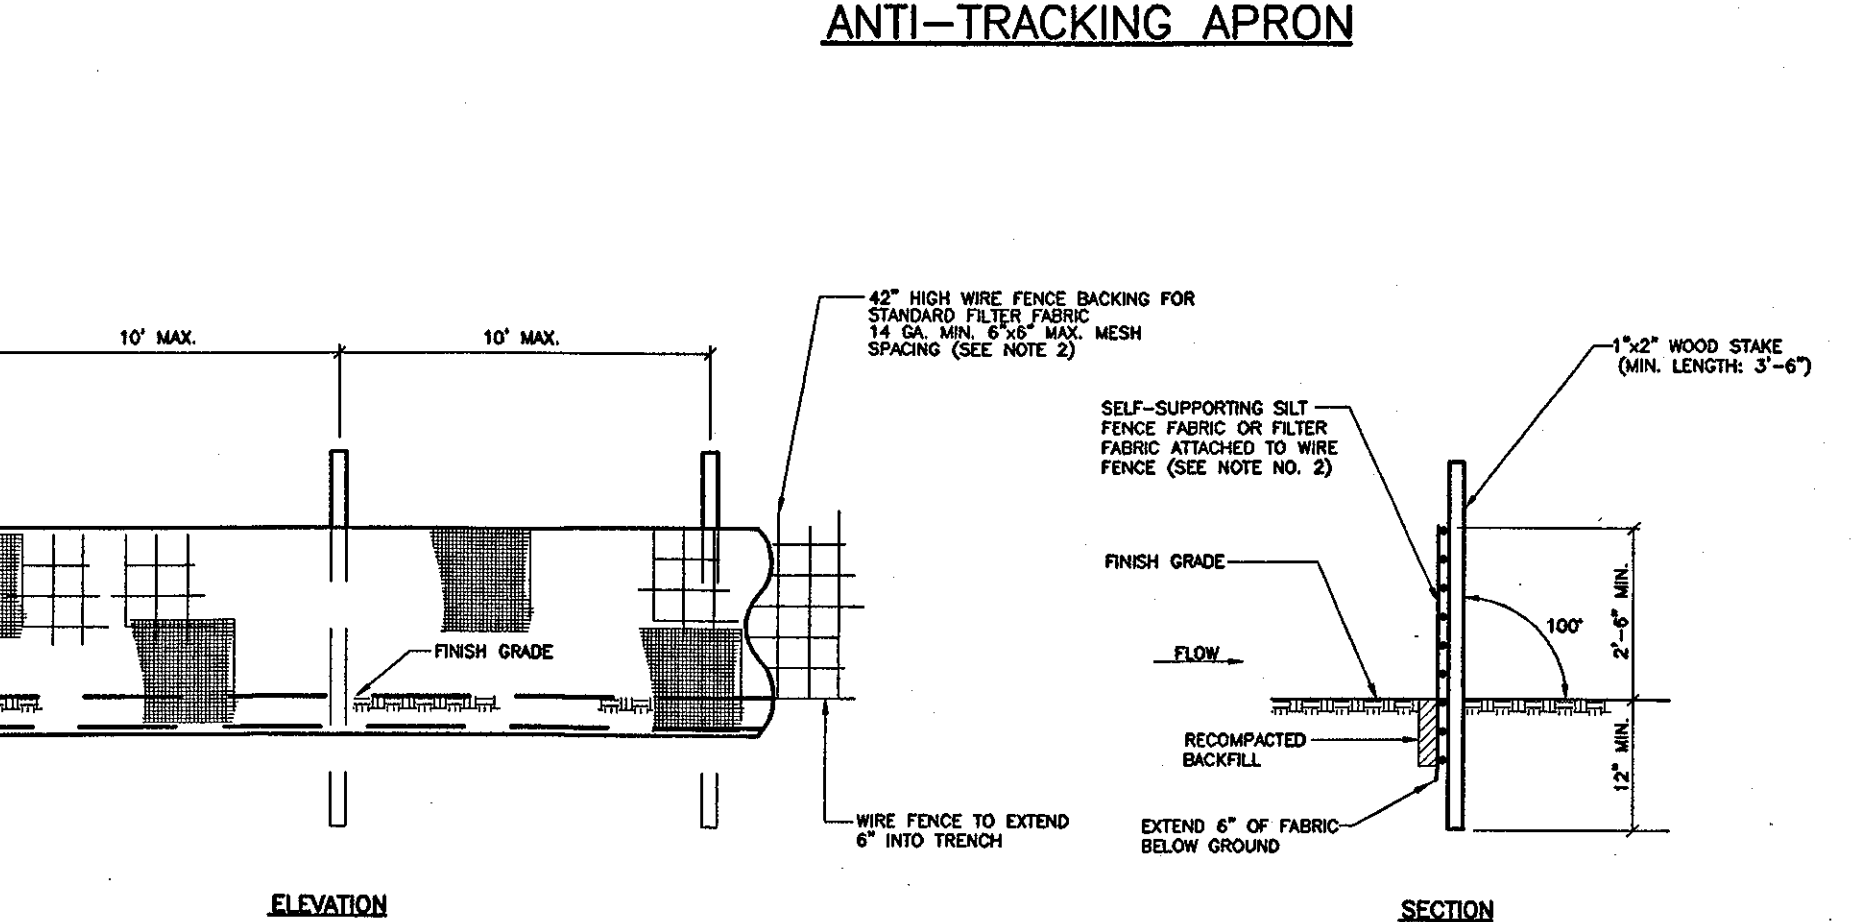 ANTI-TRACKING APRON
10' MAX.
10' MAX.
42" HIGH WIRE FENCE BACKING FOR
STANDARD FILTER FABRIC
14 GA. MIN. 6"x6" MAX. MESH
SPACING (SEE NOTE 2)
FINISH GRADE
WIRE FENCE TO EXTEND
6" INTO TRENCH
ELEVATION
1"x2" WOOD STAKE
(MIN. LENGTH: 3'-6")
SELF-SUPPORTING SILT
FENCE FABRIC OR FILTER
FABRIC ATTACHED TO WIRE
FENCE (SEE NOTE NO. 2)
FINISH GRADE
FLOW
100°
2'-6" MIN.
12" MIN.
RECOMPACTED
BACKFILL
EXTEND 6" OF FABRIC
BELOW GROUND
SECTION